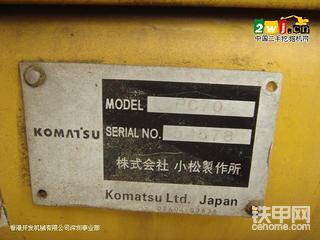 2wj.cn
中国二手挖掘机网
MODEL PC70
KOMATSU
SERIAL NO.
株式会社 小松製作所
Komatsu Ltd. Japan
香港开发机械有限公司深圳事业部
铁甲网